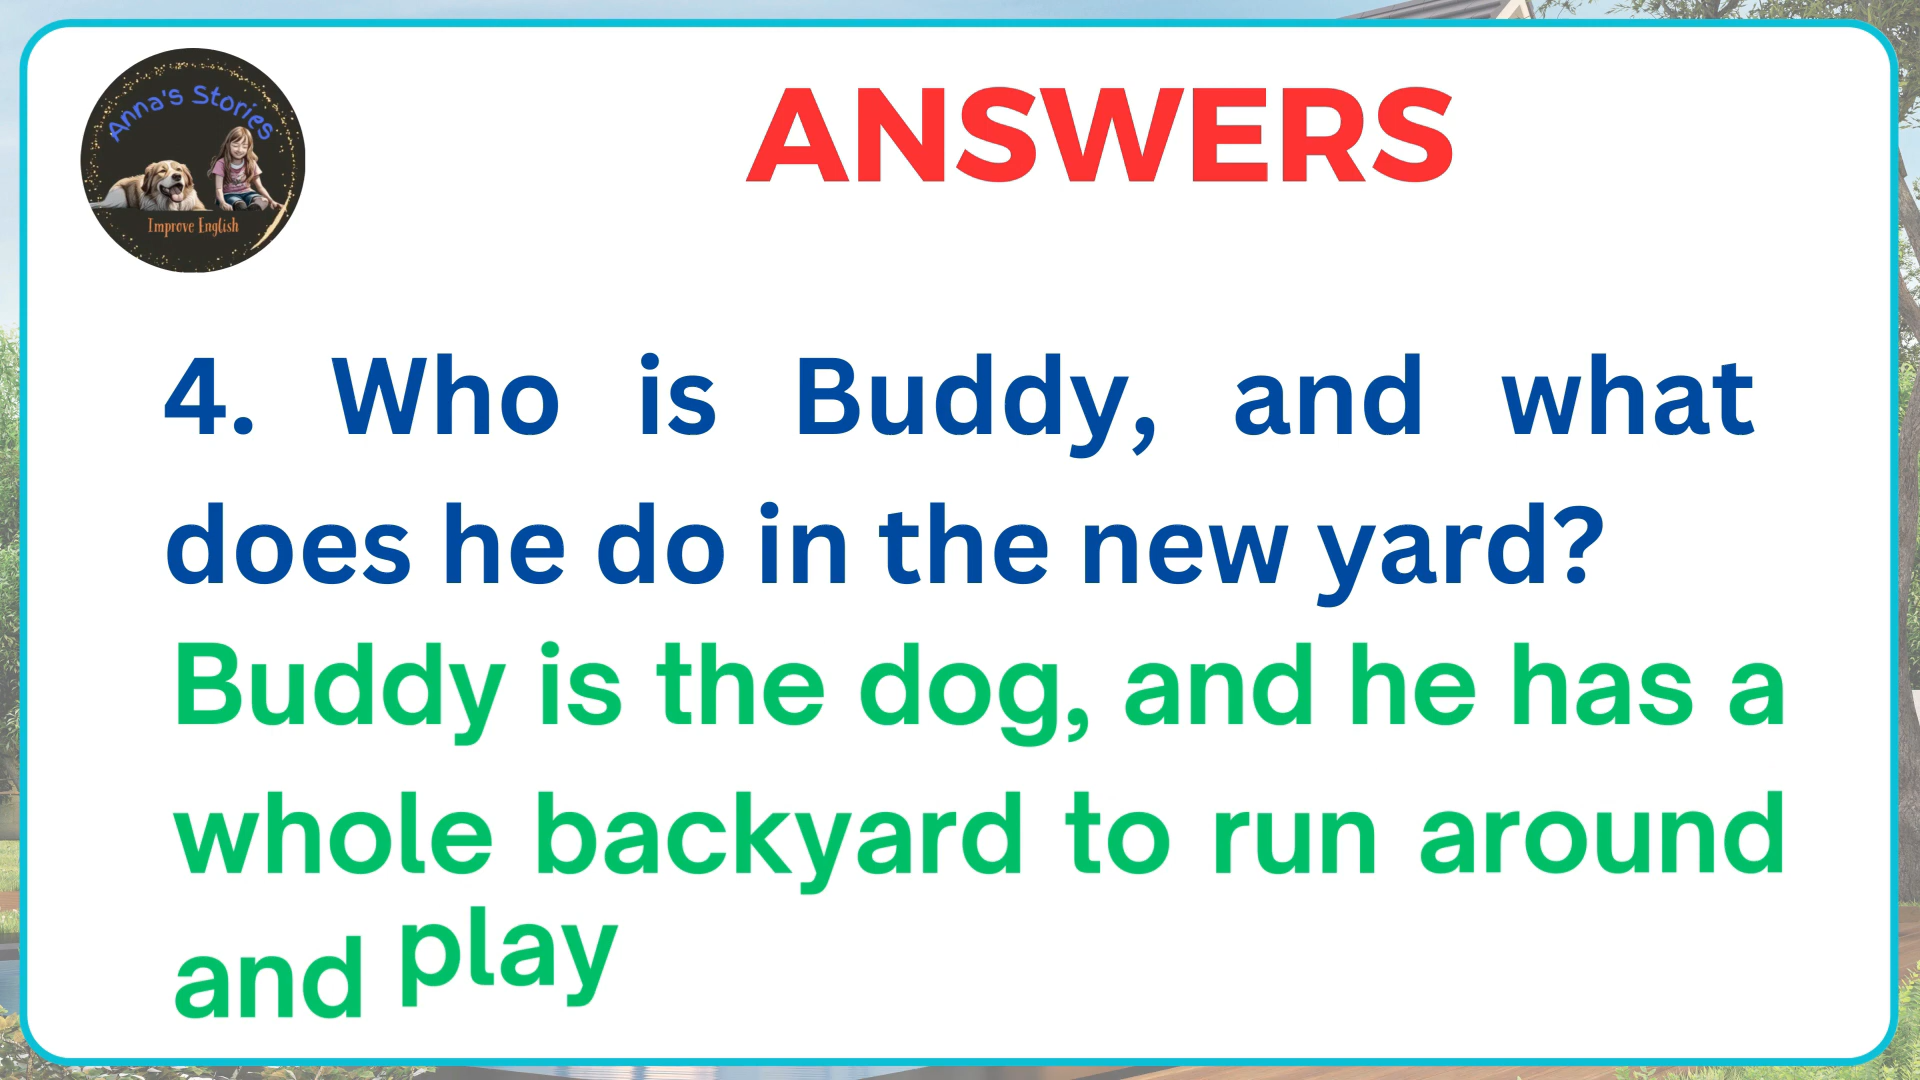 Anna's Stories
Improve English
ANSWERS
4. Who is Buddy, and what
does he do in the new yard?
Buddy is the dog, and he has a
whole backyard to run around
and play